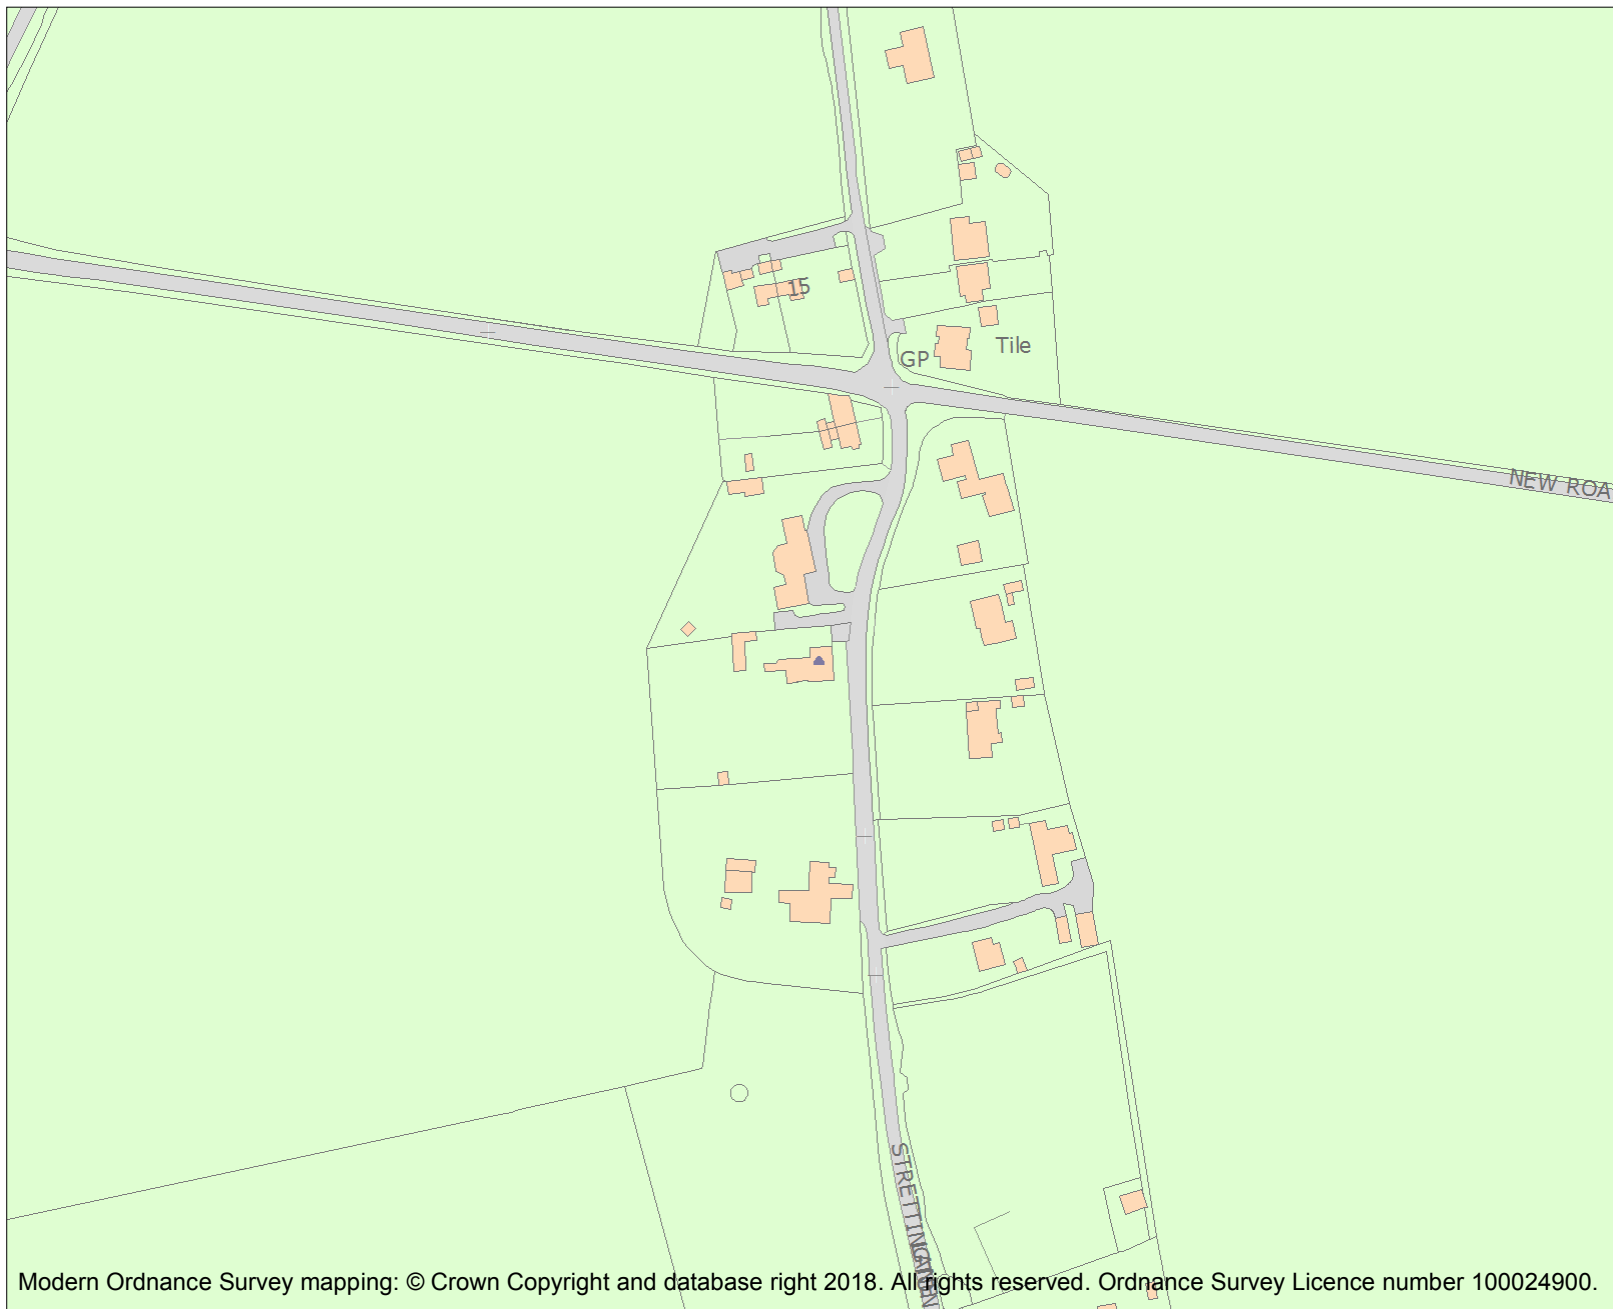 15
GP
Tile
NEW ROA
Modern Ordnance Survey mapping: © Crown Copyright and database right 2018. All rights reserved. Ordnance Survey Licence number 100024900.